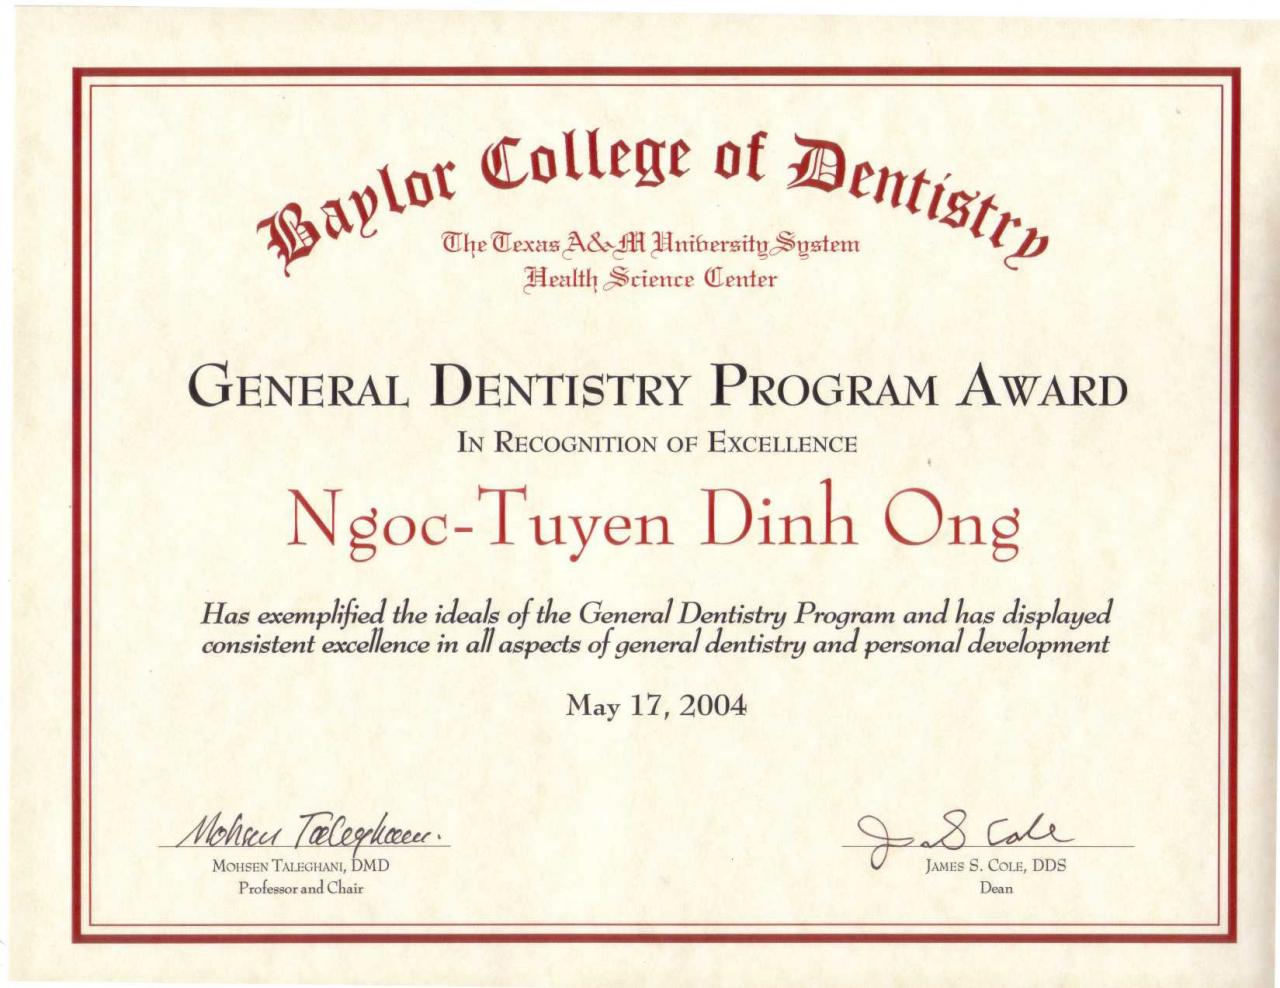 Baylor College of Dentistry
The Texas A&M University System
Health Science Center
GENERAL DENTISTRY PROGRAM AWARD
IN RECOGNITION OF EXCELLENCE
Ngoc-Tuyen Dinh Ong
Has exemplified the ideals of the General Dentistry Program and has displayed
consistent excellence in all aspects of general dentistry and personal development
May 17, 2004
Mohsen Taleghani.
J S Cole
MOHSEN TALEGHANI, DMD
JAMES S. COLE, DDS
Professor and Chair
Dean